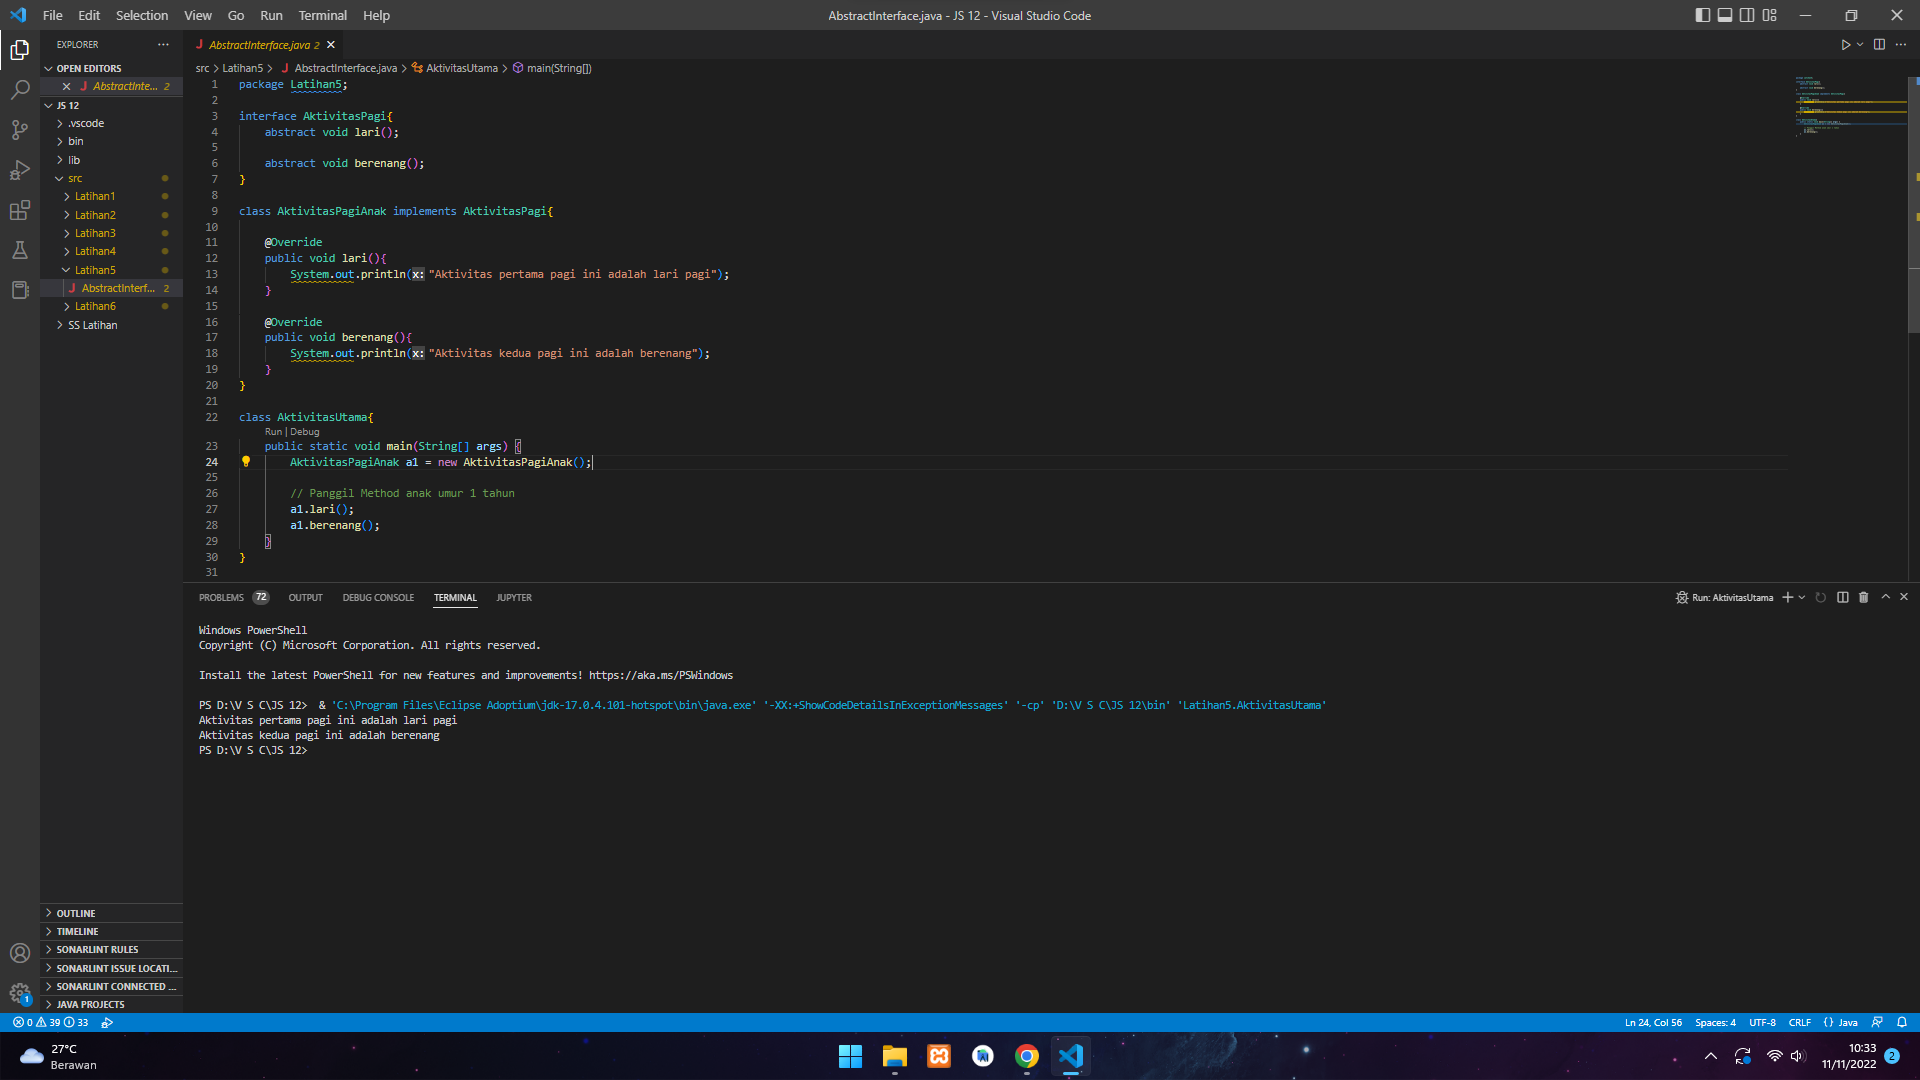 File Edit Selection View Go Run Terminal Help
AbstractInterface.java - JS 12 - Visual Studio Code
EXPLORER
OPEN EDITORS
AbstractInte... 2
JS 12
.vscode
bin
lib
src
Latihan1
Latihan2
Latihan3
Latihan4
Latihan5
AbstractInterf... 2
Latihan6
SS Latihan
OUTLINE
TIMELINE
SONARLINT RULES
SONARLINT ISSUE LOCATI...
SONARLINT CONNECTED ...
JAVA PROJECTS
AbstractInterface.java 2
src > Latihan5 > AbstractInterface.java > AktivitasUtama > main(String[])
1 package Latihan5;
2
3 interface AktivitasPagi{
4 abstract void lari();
5
6 abstract void berenang();
7 }
8
9 class AktivitasPagiAnak implements AktivitasPagi{
10
11 @Override
12 public void lari(){
13 System.out.println(x: "Aktivitas pertama pagi ini adalah lari pagi");
14 }
15
16 @Override
17 public void berenang(){
18 System.out.println(x: "Aktivitas kedua pagi ini adalah berenang");
19 }
20 }
21
22 class AktivitasUtama{
Run | Debug
23 public static void main(String[] args) {
24 AktivitasPagiAnak a1 = new AktivitasPagiAnak();
25
26 // Panggil Method anak umur 1 tahun
27 a1.lari();
28 a1.berenang();
29 }
30 }
31
PROBLEMS 72 OUTPUT DEBUG CONSOLE TERMINAL JUPYTER
Run: AktivitasUtama
Windows PowerShell
Copyright (C) Microsoft Corporation. All rights reserved.
Install the latest PowerShell for new features and improvements! https://aka.ms/PSWindows
PS D:\V S C\JS 12>  & 'C:\Program Files\Eclipse Adoptium\jdk-17.0.4.101-hotspot\bin\java.exe' '-XX:+ShowCodeDetailsInExceptionMessages' '-cp' 'D:\V S C\JS 12\bin' 'Latihan5.AktivitasUtama'
Aktivitas pertama pagi ini adalah lari pagi
Aktivitas kedua pagi ini adalah berenang
PS D:\V S C\JS 12>
1
0 39 33
Ln 24, Col 56 Spaces: 4 UTF-8 CRLF {} Java
27°C
Berawan
10:33
11/11/2022
2